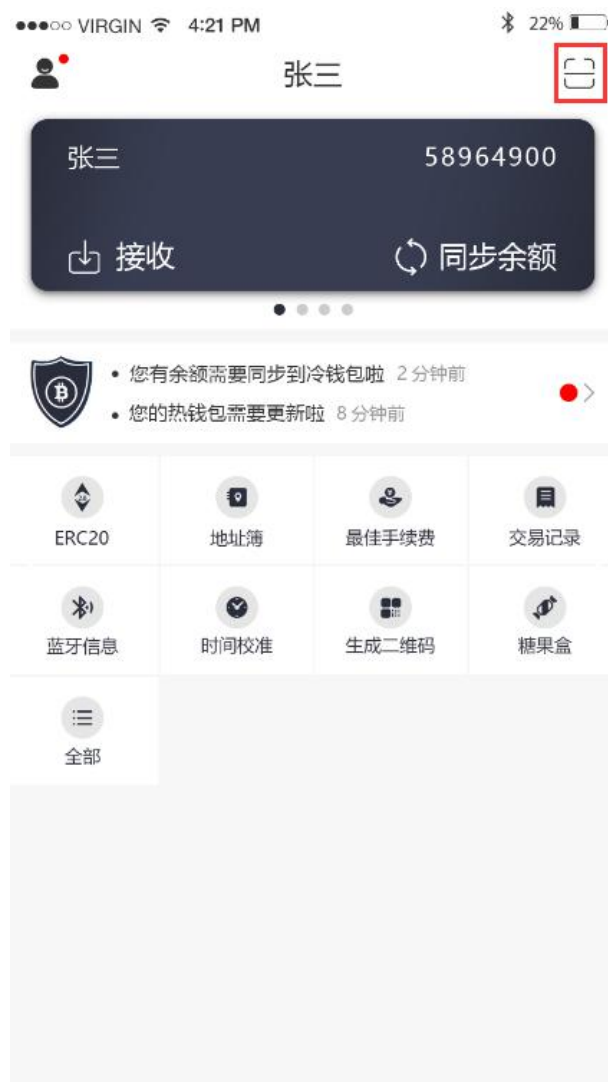 VIRGIN 4:21 PM 22%
张三
张三 58964900
接收 同步余额
• 您有余额需要同步到冷钱包啦 2分钟前
• 您的热钱包需要更新啦 8分钟前
ERC20 地址簿 最佳手续费 交易记录
蓝牙信息 时间校准 生成二维码 糖果盒
全部